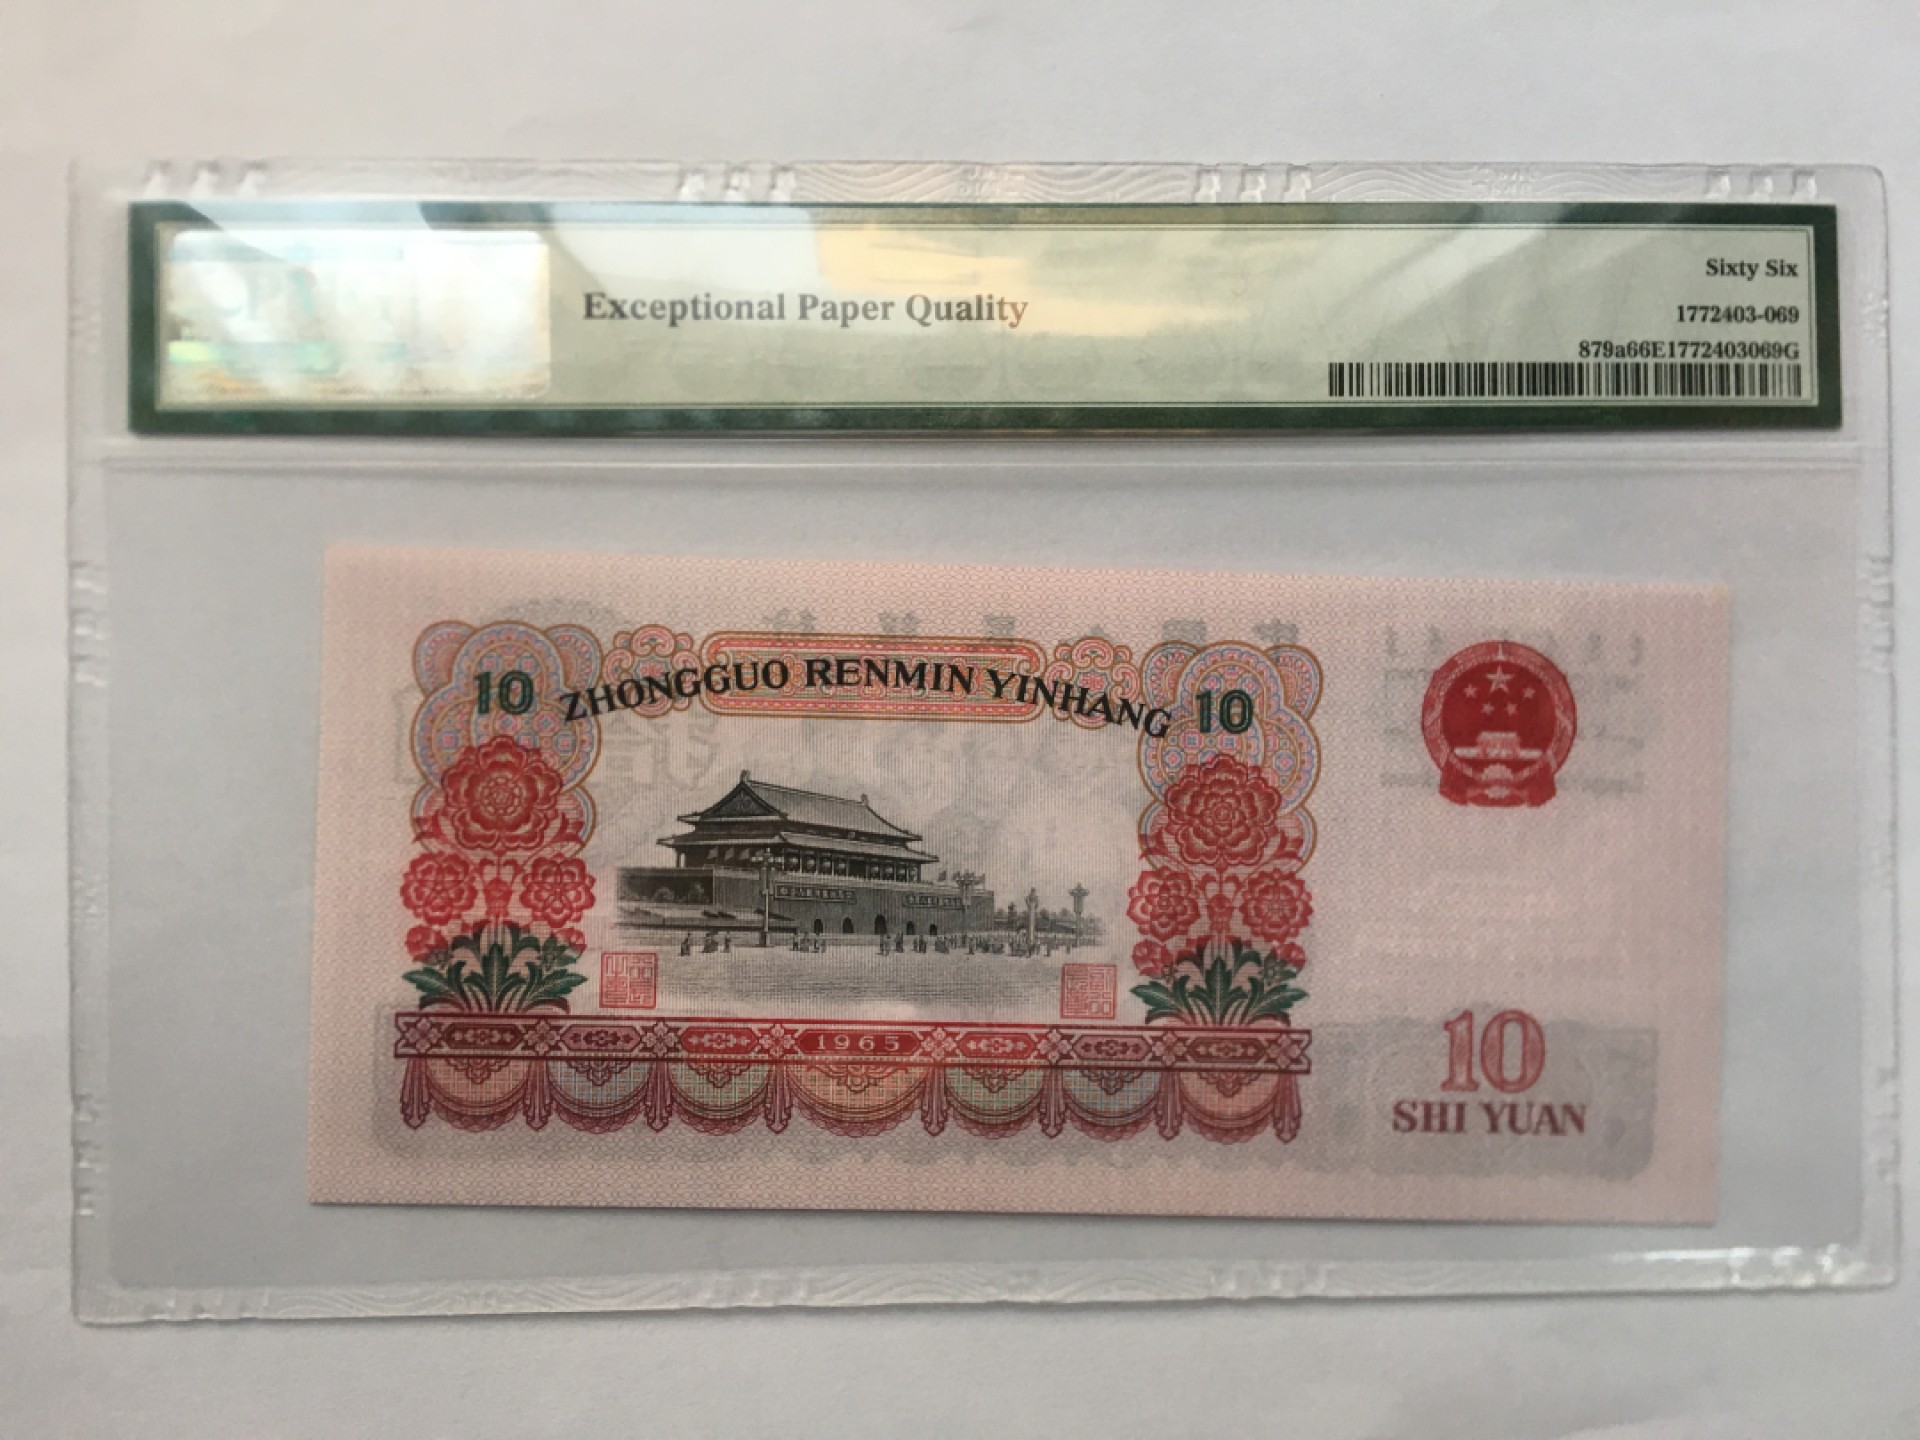 Sixty Six
Exceptional Paper Quality
1772403-069
879a66E1772403069G
10 ZHONGGUO RENMIN YINHANG 10
1965
10
SHI YUAN